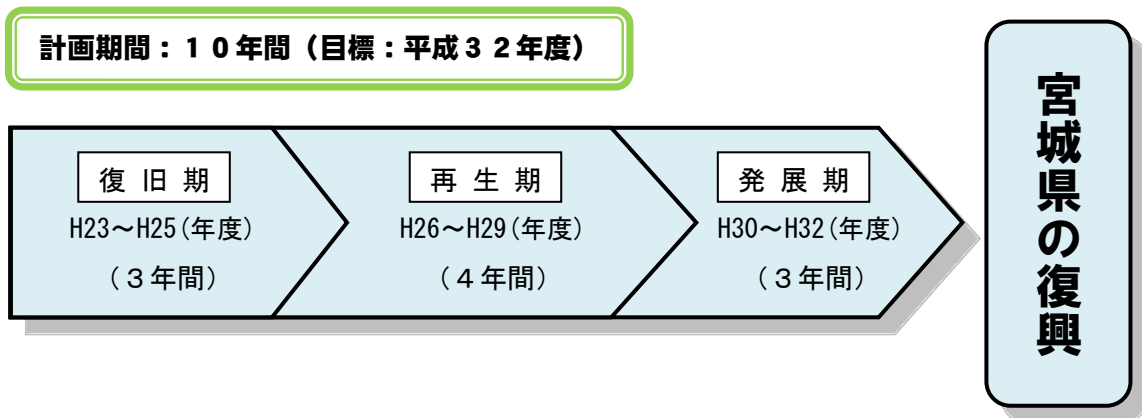 計画期間:10年間(目標:平成32年度)
復旧期
H23~H25(年度)
(3年間)
再生期
H26~H29(年度)
(4年間)
発展期
H30~H32(年度)
(3年間)
宮城県の復興